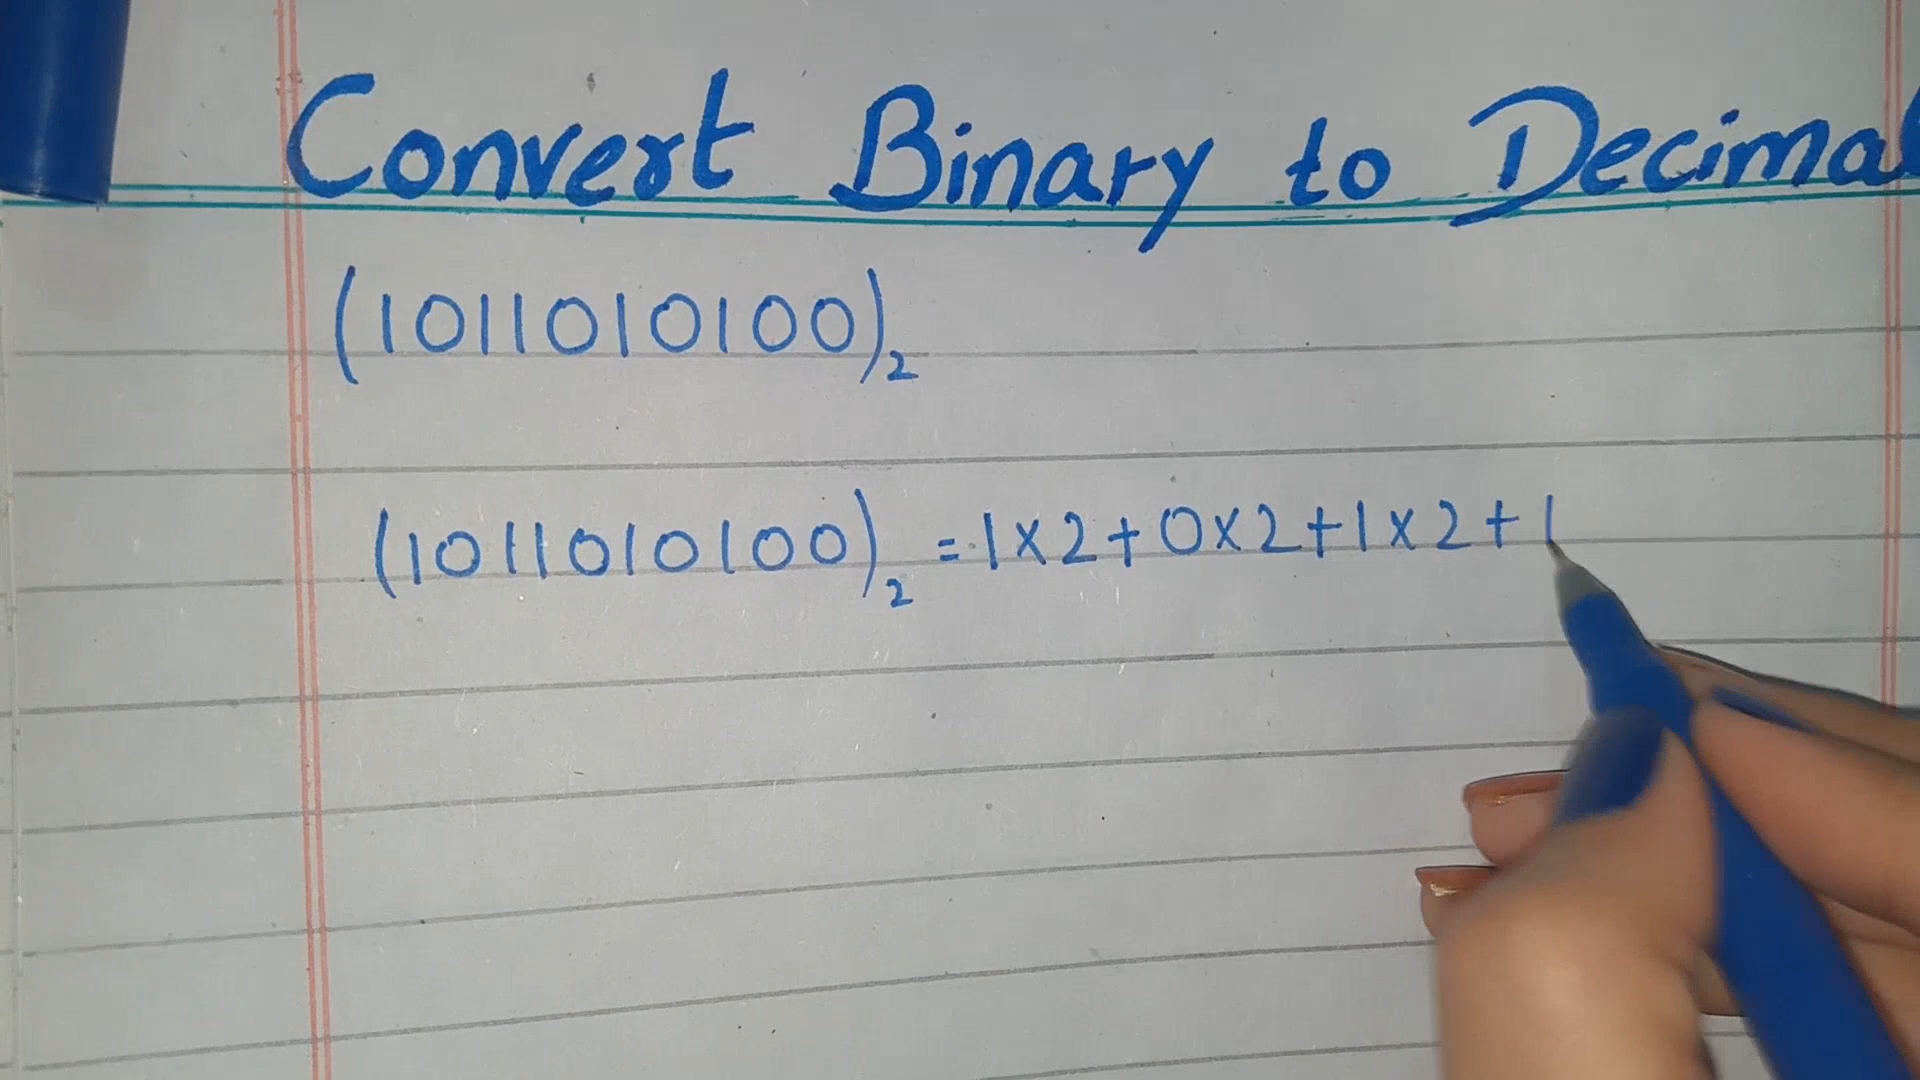 Convert Binary to Decimal
(1011010100)₂
(1011010100)₂ = 1×2+0×2+1×2+1